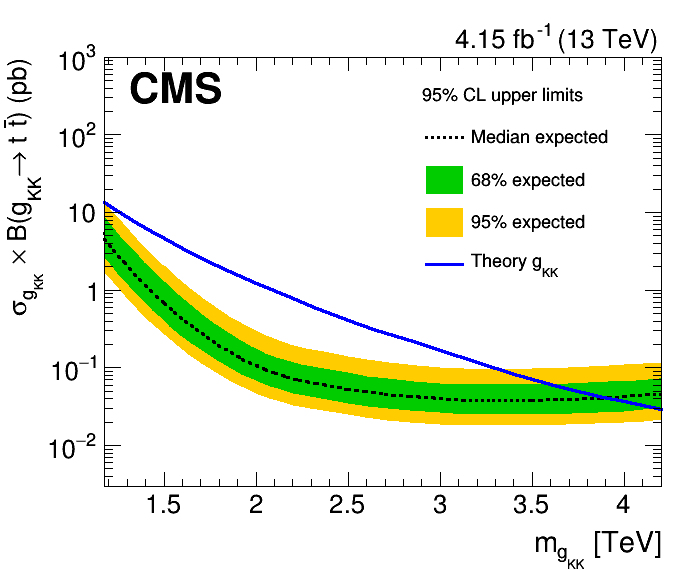 4.15 fb⁻¹ (13 TeV)
CMS
95% CL upper limits
Median expected
68% expected
95% expected
Theory g_KK
σ_g_KK × B(g_KK → t t̄) (pb)
10³
10²
10
1
10⁻¹
10⁻²
1.5 2 2.5 3 3.5 4
m_g_KK [TeV]